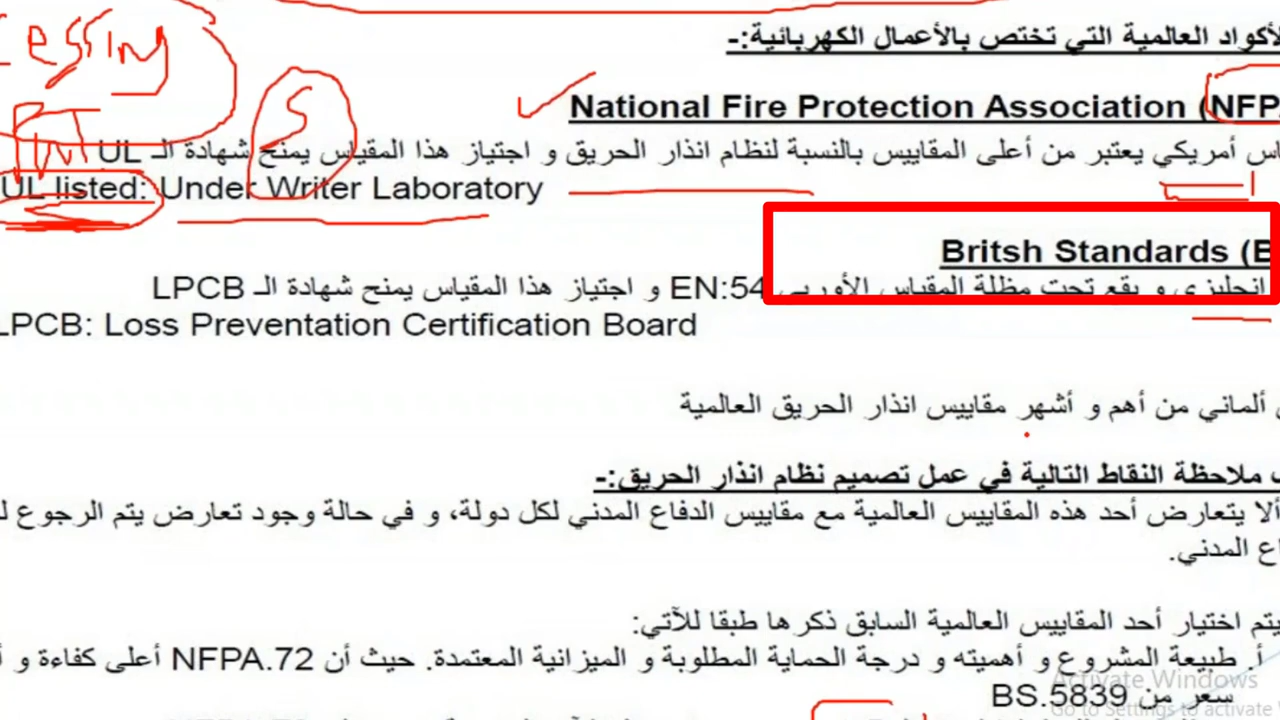 الأكواد العالمية التي تختص بالأعمال الكهربائية:-
essing
National Fire Protection Association (NFP
أمريكي يعتبر من أعلى المقاييس بالنسبة لنظام انذار الحريق و اجتياز هذا المقياس يمنح شهادة الـ UL
UL listed: Under Writer Laboratory
S
Britsh Standards (B
انجليزي و يقع تحت مظلة المقياس الأوربي EN:54 و اجتياز هذا المقياس يمنح شهادة الـ LPCB
LPCB: Loss Preventation Certification Board
ألماني من أهم و أشهر مقاييس انذار الحريق العالمية
ملاحظة النقاط التالية في عمل تصميم نظام انذار الحريق:-
ألا يتعارض أحد هذه المقاييس العالمية مع مقاييس الدفاع المدني لكل دولة، و في حالة وجود تعارض يتم الرجوع
المدني.
يتم اختيار أحد المقاييس العالمية السابق ذكرها طبقا للآتي:
أ. طبيعة المشروع و أهميته و درجة الحماية المطلوبة و الميزانية المعتمدة. حيث أن NFPA.72 أعلى كفاءة و
سعر من BS.5839
Activate Windows
Go to Settings to activate